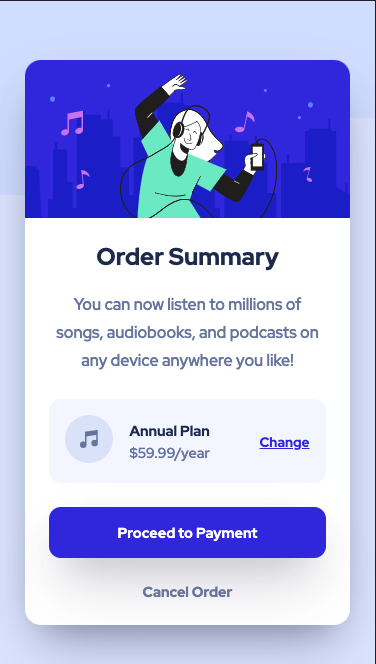 Order Summary
You can now listen to millions of
songs, audiobooks, and podcasts on
any device anywhere you like!
Annual Plan
$59.99/year
Change
Proceed to Payment
Cancel Order